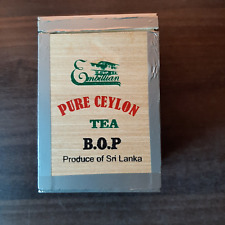 Embilian
PURE CEYLON
TEA
B.O.P
Produce of Sri Lanka